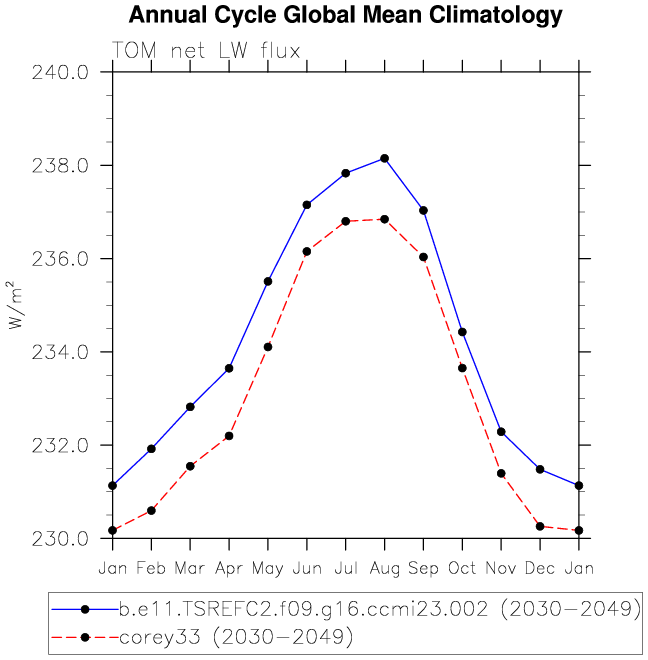 Annual Cycle Global Mean Climatology
TOM net LW flux
240.0
238.0
236.0
234.0
232.0
230.0
W/m²
Jan Feb Mar Apr May Jun Jul Aug Sep Oct Nov Dec Jan
b.e11.TSREFC2.f09.g16.ccmi23.002 (2030-2049)
corey33 (2030-2049)